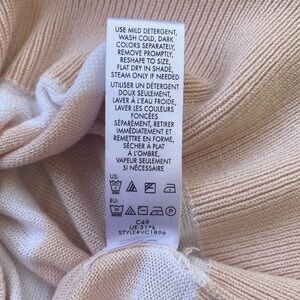 USE MILD DETERGENT,
WASH COLD, DARK
COLORS SEPARATELY,
REMOVE PROMPTLY,
RESHAPE TO SIZE,
FLAT DRY IN SHADE,
STEAM ONLY IF NEEDED
UTILISER UN DÉTERGENT
DOUX SEULEMENT,
LAVER À L'EAU FROIDE,
LAVER LES COULEURS
FONCÉES
SÉPARÉMENT, RETIRER
IMMÉDIATEMENT ET
REMETTRE EN FORME,
SÉCHER À PLAT
À L'OMBRE,
VAPEUR SEULEMENT
SI NÉCESSAIRE
US:
EU:
C49
STYLE#VC1896